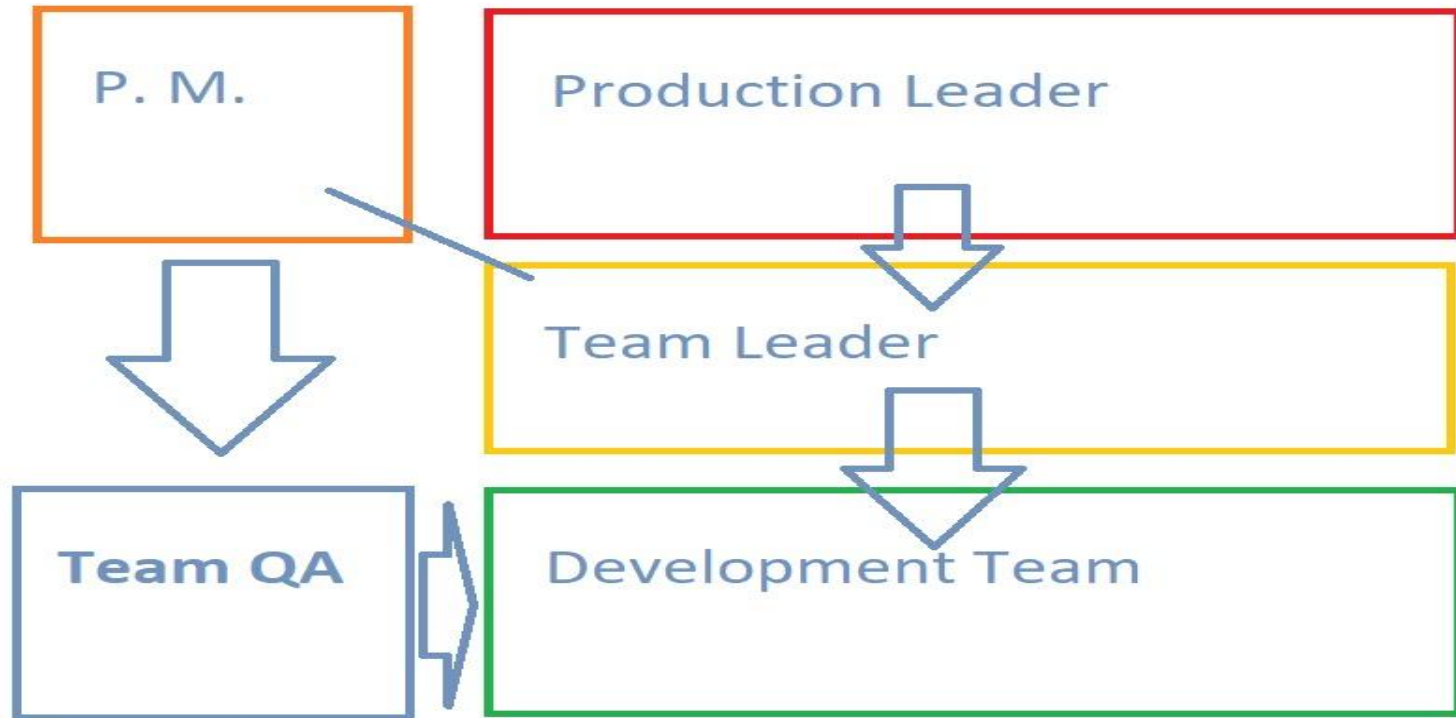 P. M.
Production Leader
Team Leader
Team QA
Development Team